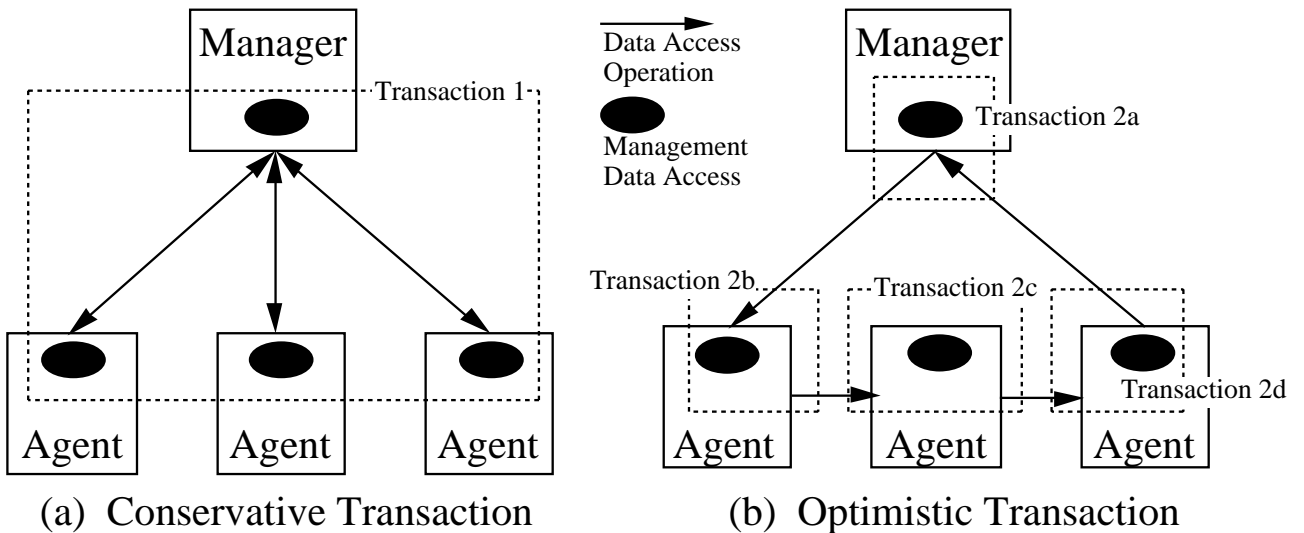 Manager
Transaction 1
Agent
Agent
Agent
(a) Conservative Transaction
Data Access
Operation
Management
Data Access
Manager
Transaction 2a
Transaction 2b
Transaction 2c
Transaction 2d
Agent
Agent
Agent
(b) Optimistic Transaction